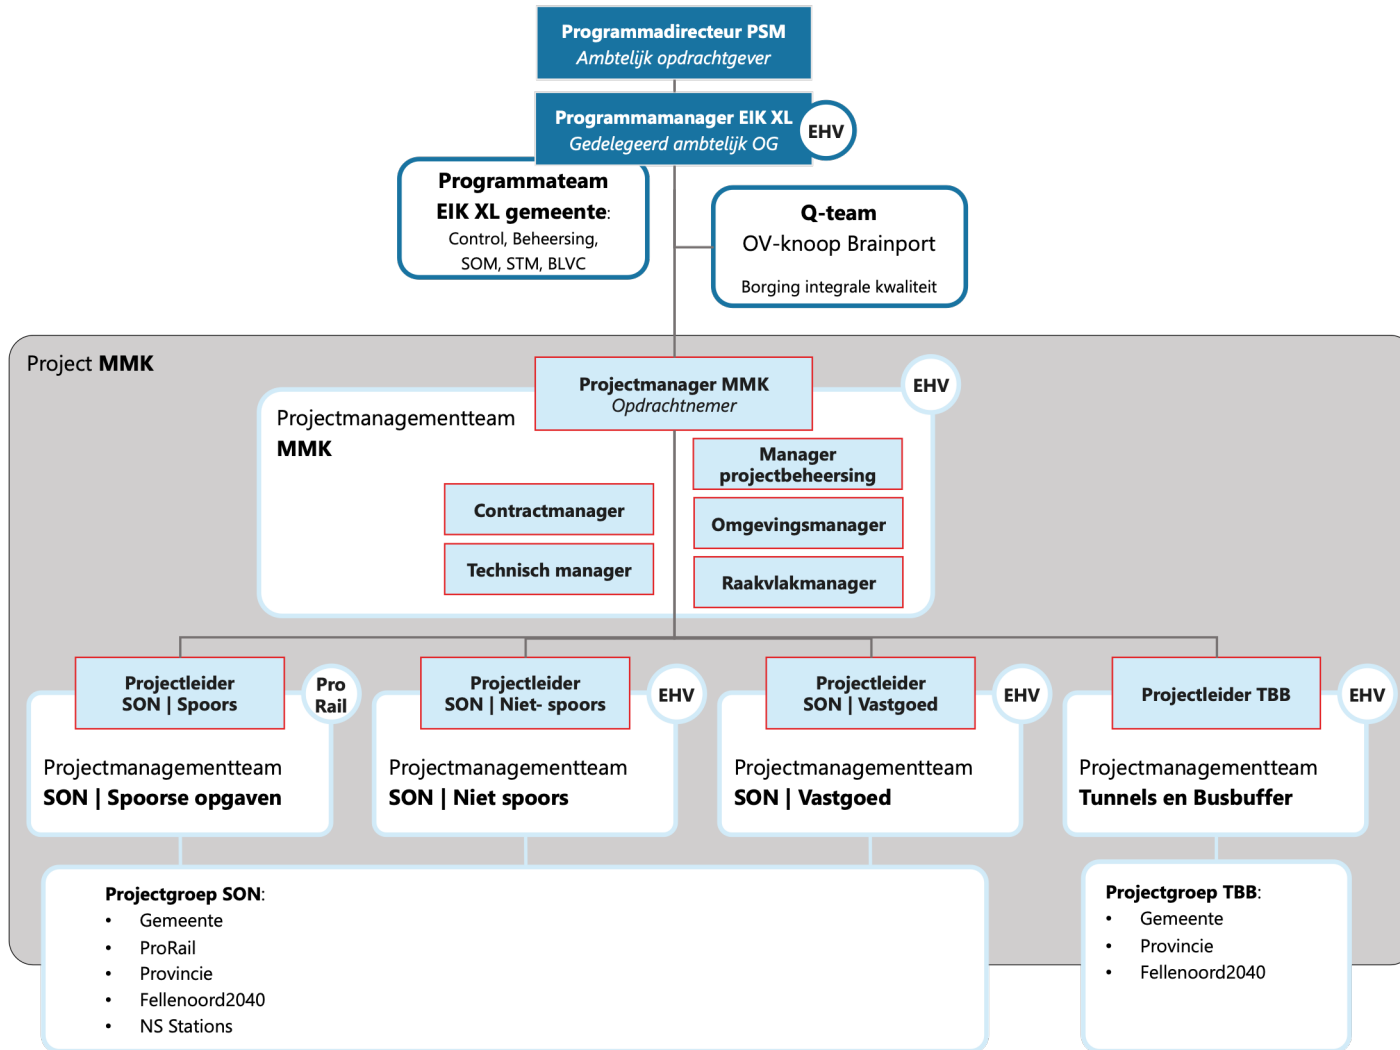 Programmadirecteur PSM
Ambtelijk opdrachtgever
Programmamanager EIK XL
Gedelegeerd ambtelijk OG
EHV
Programmateam
EIK XL gemeente:
Control, Beheersing,
SOM, STM, BLVC
Q-team
OV-knoop Brainport
Borging integrale kwaliteit
Project MMK
Projectmanager MMK
Opdrachtnemer
EHV
Projectmanagementteam
MMK
Manager
projectbeheersing
Contractmanager
Omgevingsmanager
Technisch manager
Raakvlakmanager
Projectleider
SON | Spoors
Pro
Rail
Projectmanagementteam
SON | Spoorse opgaven
Projectleider
SON | Niet- spoors
EHV
Projectmanagementteam
SON | Niet spoors
Projectleider
SON | Vastgoed
EHV
Projectmanagementteam
SON | Vastgoed
Projectleider TBB
EHV
Projectmanagementteam
Tunnels en Busbuffer
Projectgroep SON:
• Gemeente
• ProRail
• Provincie
• Fellenoord2040
• NS Stations
Projectgroep TBB:
• Gemeente
• Provincie
• Fellenoord2040